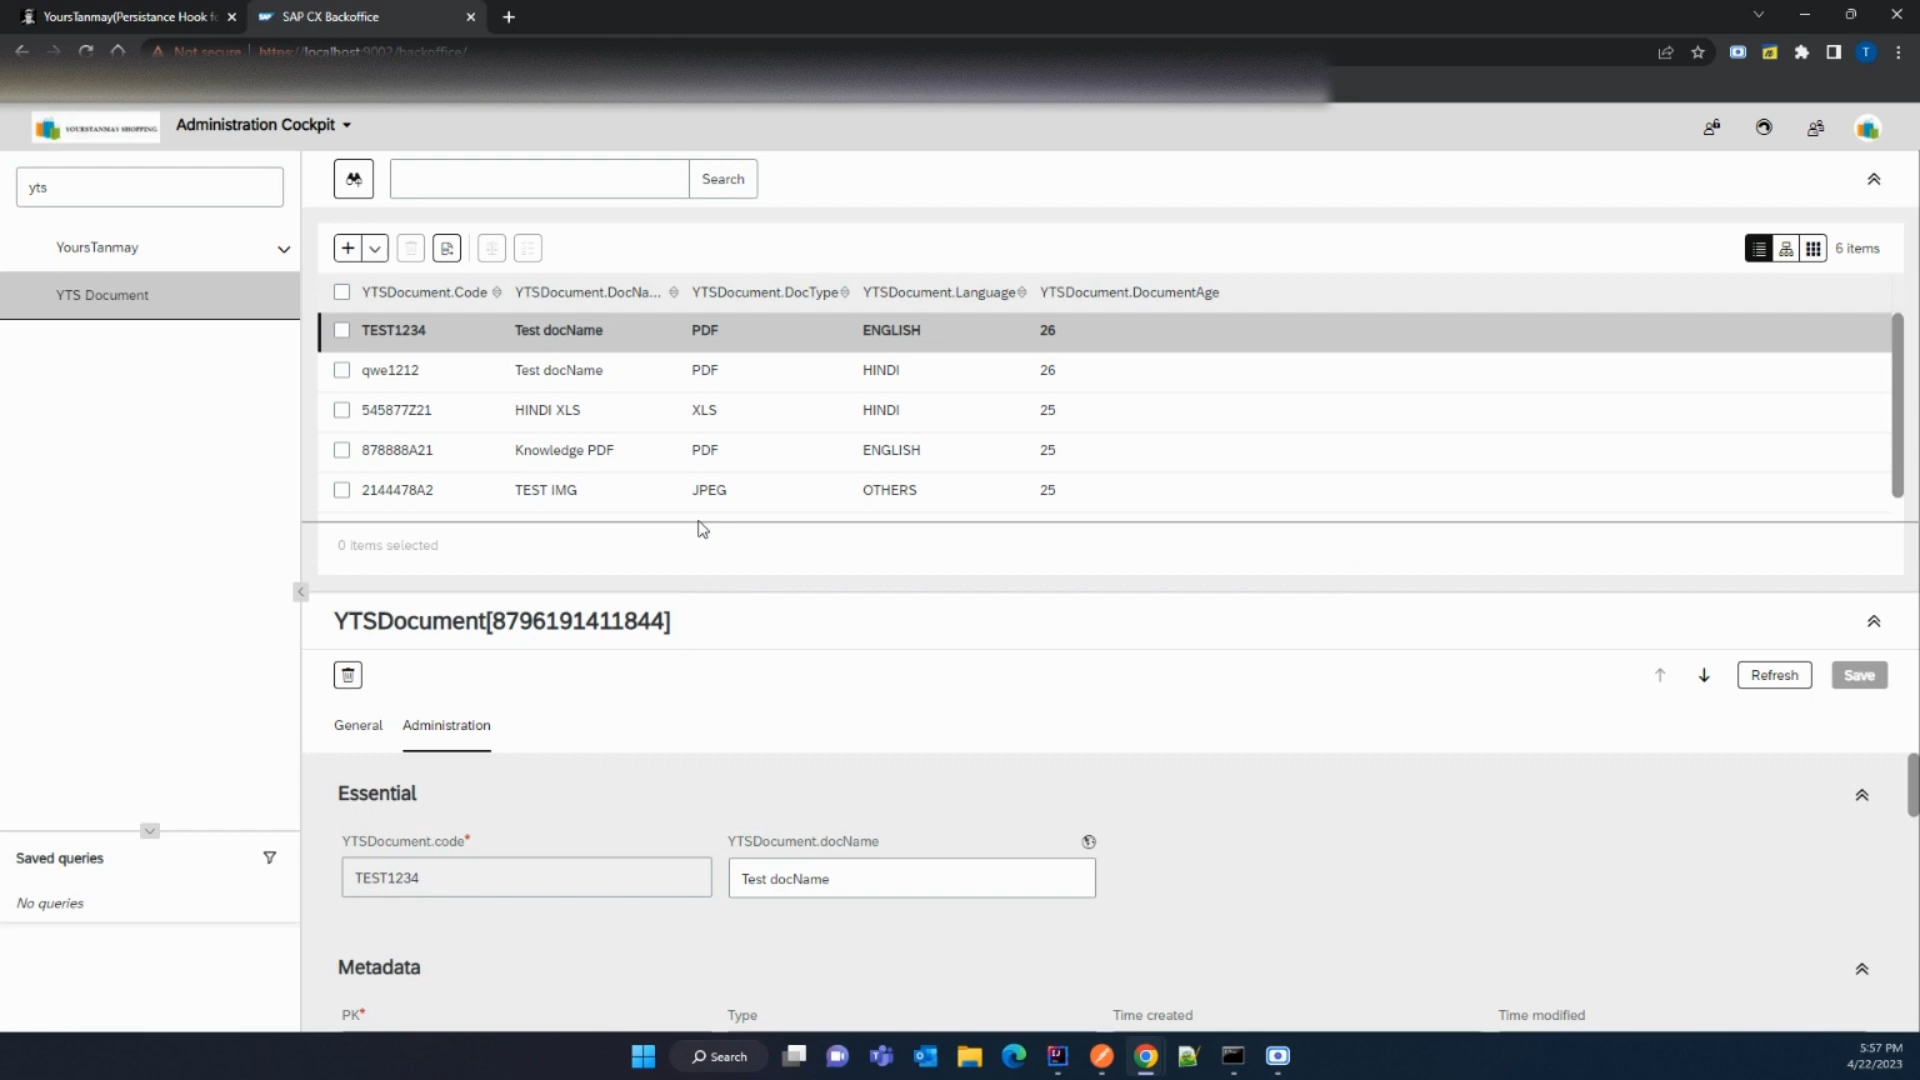 YoursTanmay(Persistance Hook fo
SAP CX Backoffice
Not secure
https://localhost:9002/backoffice/
T
YOURSTANMAY SHOPPING
Administration Cockpit
yts
Search
YoursTanmay
YTS Document
6 items
YTSDocument.Code YTSDocument.DocNa... YTSDocument.DocType YTSDocument.Language YTSDocument.DocumentAge
TEST1234 Test docName PDF ENGLISH 26
qwe1212 Test docName PDF HINDI 26
545877Z21 HINDI XLS XLS HINDI 25
878888A21 Knowledge PDF PDF ENGLISH 25
2144478A2 TEST IMG JPEG OTHERS 25
0 items selected
YTSDocument[8796191411844]
Refresh Save
General Administration
Essential
YTSDocument.code* YTSDocument.docName
TEST1234 Test docName
Saved queries
No queries
Metadata
PK* Type Time created Time modified
Search
5:57 PM
4/22/2023